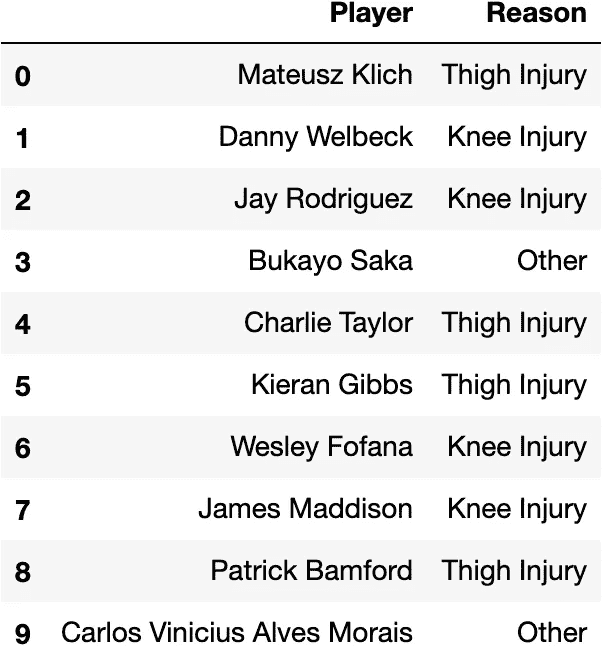 Player Reason
0 Mateusz Klich Thigh Injury
1 Danny Welbeck Knee Injury
2 Jay Rodriguez Knee Injury
3 Bukayo Saka Other
4 Charlie Taylor Thigh Injury
5 Kieran Gibbs Thigh Injury
6 Wesley Fofana Knee Injury
7 James Maddison Knee Injury
8 Patrick Bamford Thigh Injury
9 Carlos Vinicius Alves Morais Other